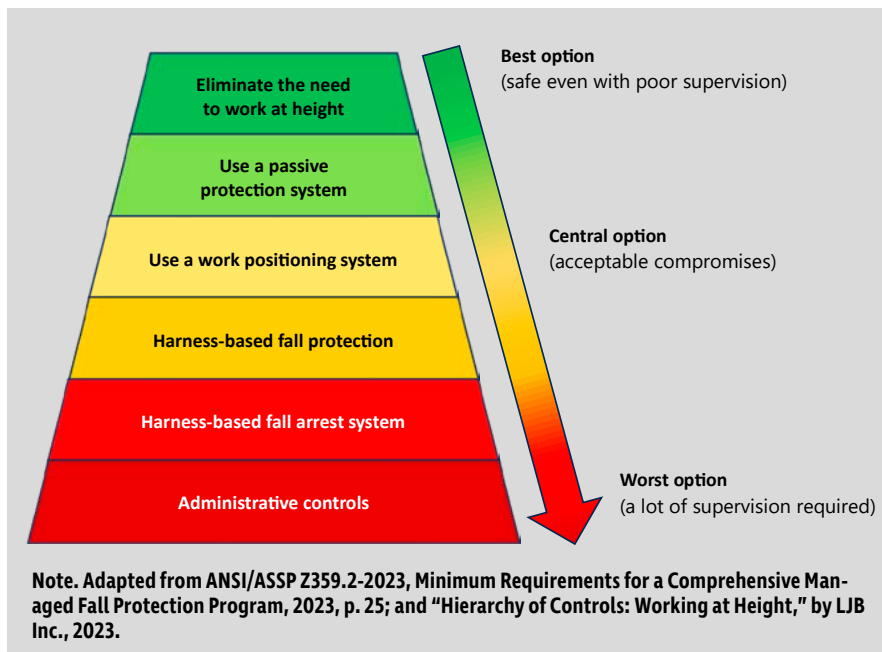 Eliminate the need
to work at height
Use a passive
protection system
Use a work positioning system
Harness-based fall protection
Harness-based fall arrest system
Administrative controls
Best option
(safe even with poor supervision)
Central option
(acceptable compromises)
Worst option
(a lot of supervision required)
Note. Adapted from ANSI/ASSP Z359.2-2023, Minimum Requirements for a Comprehensive Man-
aged Fall Protection Program, 2023, p. 25; and “Hierarchy of Controls: Working at Height,” by LJB
Inc., 2023.